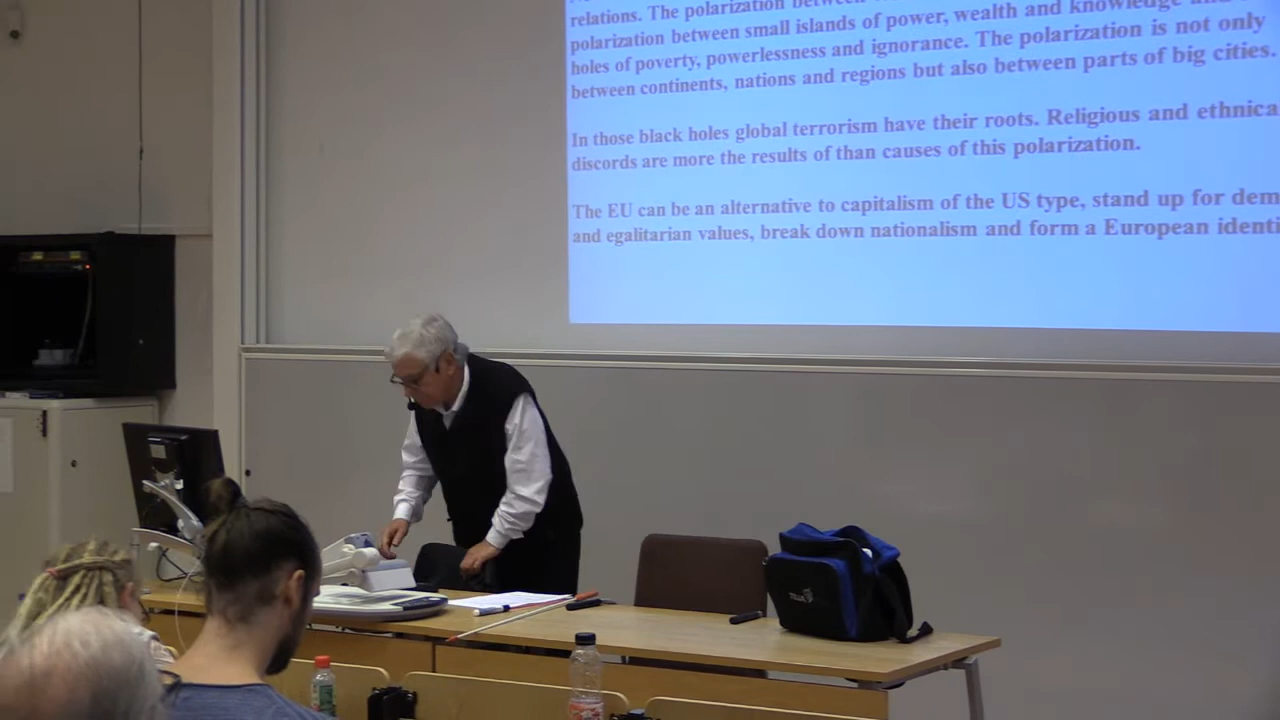 relations. The polarization between
polarization between small islands of power, wealth and knowledge and
holes of poverty, powerlessness and ignorance. The polarization is not only
between continents, nations and regions but also between parts of big cities.
In those black holes global terrorism have their roots. Religious and ethnica
discords are more the results of than causes of this polarization.
The EU can be an alternative to capitalism of the US type, stand up for dem
and egalitarian values, break down nationalism and form a European identi